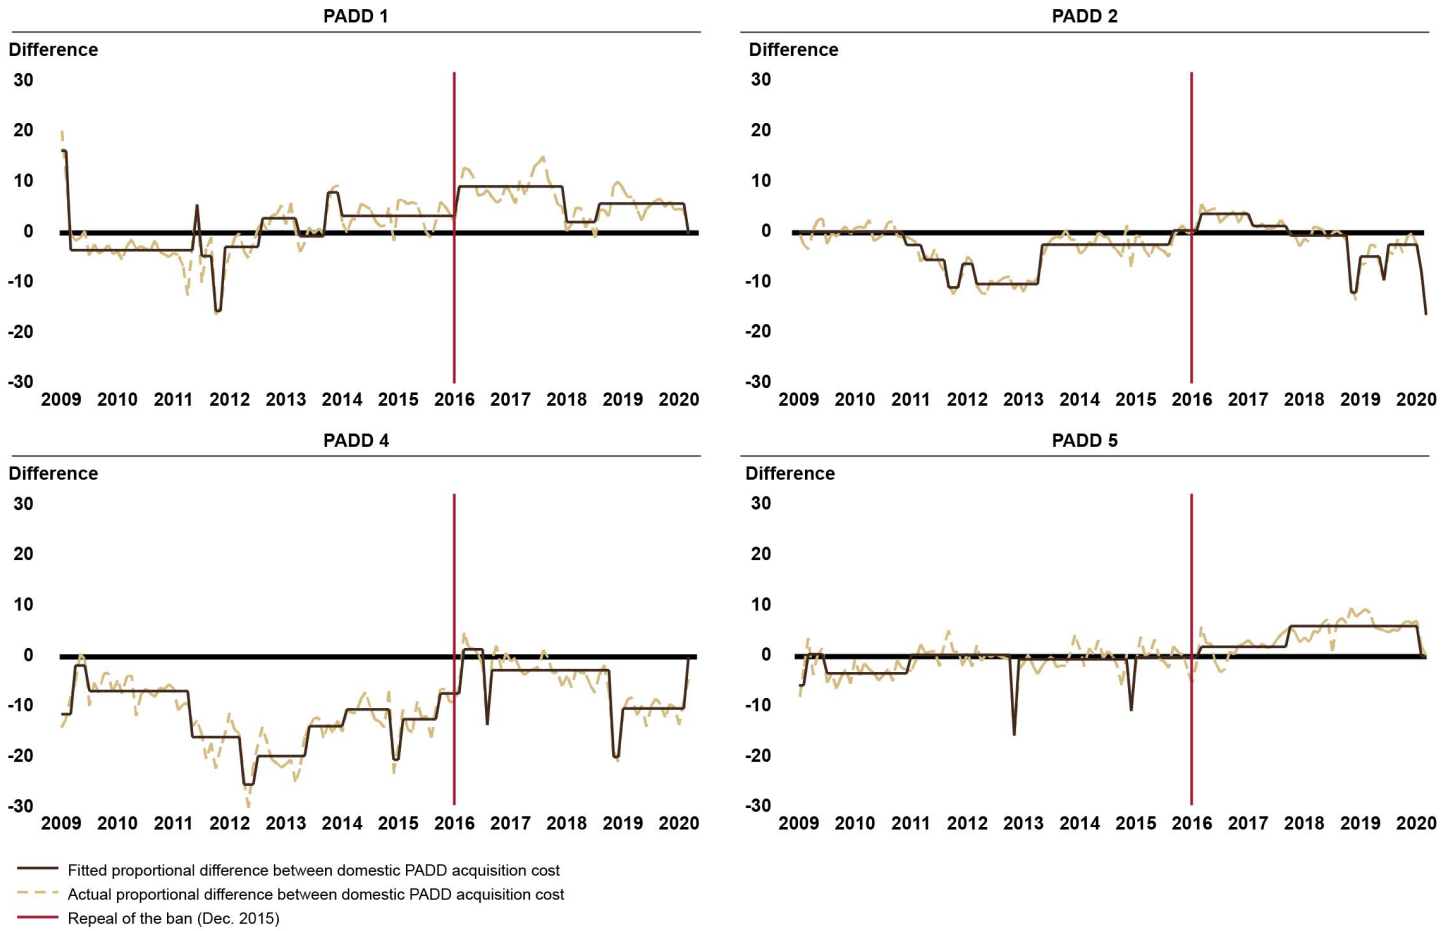 PADD 1
Difference
30
20
10
0
-10
-20
-30
2009 2010 2011 2012 2013 2014 2015 2016 2017 2018 2019 2020
PADD 2
Difference
30
20
10
0
-10
-20
-30
2009 2010 2011 2012 2013 2014 2015 2016 2017 2018 2019 2020
PADD 4
Difference
30
20
10
0
-10
-20
-30
2009 2010 2011 2012 2013 2014 2015 2016 2017 2018 2019 2020
PADD 5
Difference
30
20
10
0
-10
-20
-30
2009 2010 2011 2012 2013 2014 2015 2016 2017 2018 2019 2020
Fitted proportional difference between domestic PADD acquisition cost
Actual proportional difference between domestic PADD acquisition cost
Repeal of the ban (Dec. 2015)